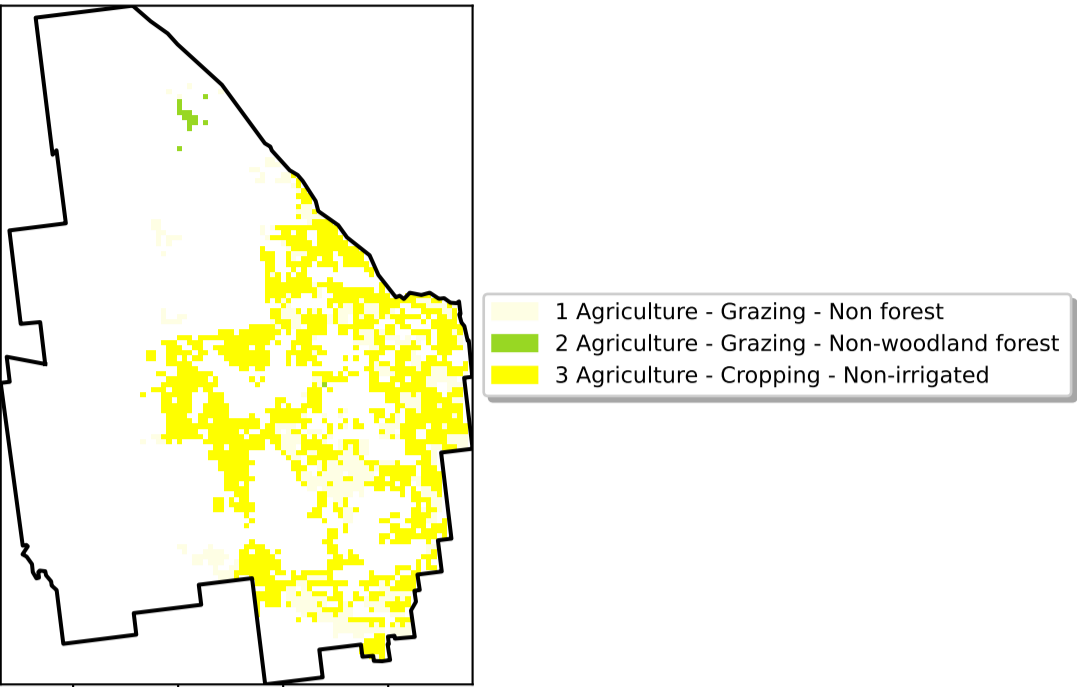 1 Agriculture - Grazing - Non forest
2 Agriculture - Grazing - Non-woodland forest
3 Agriculture - Cropping - Non-irrigated